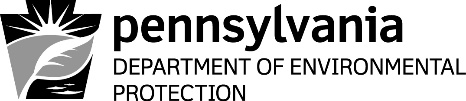 pennsylvania
DEPARTMENT OF ENVIRONMENTAL
PROTECTION